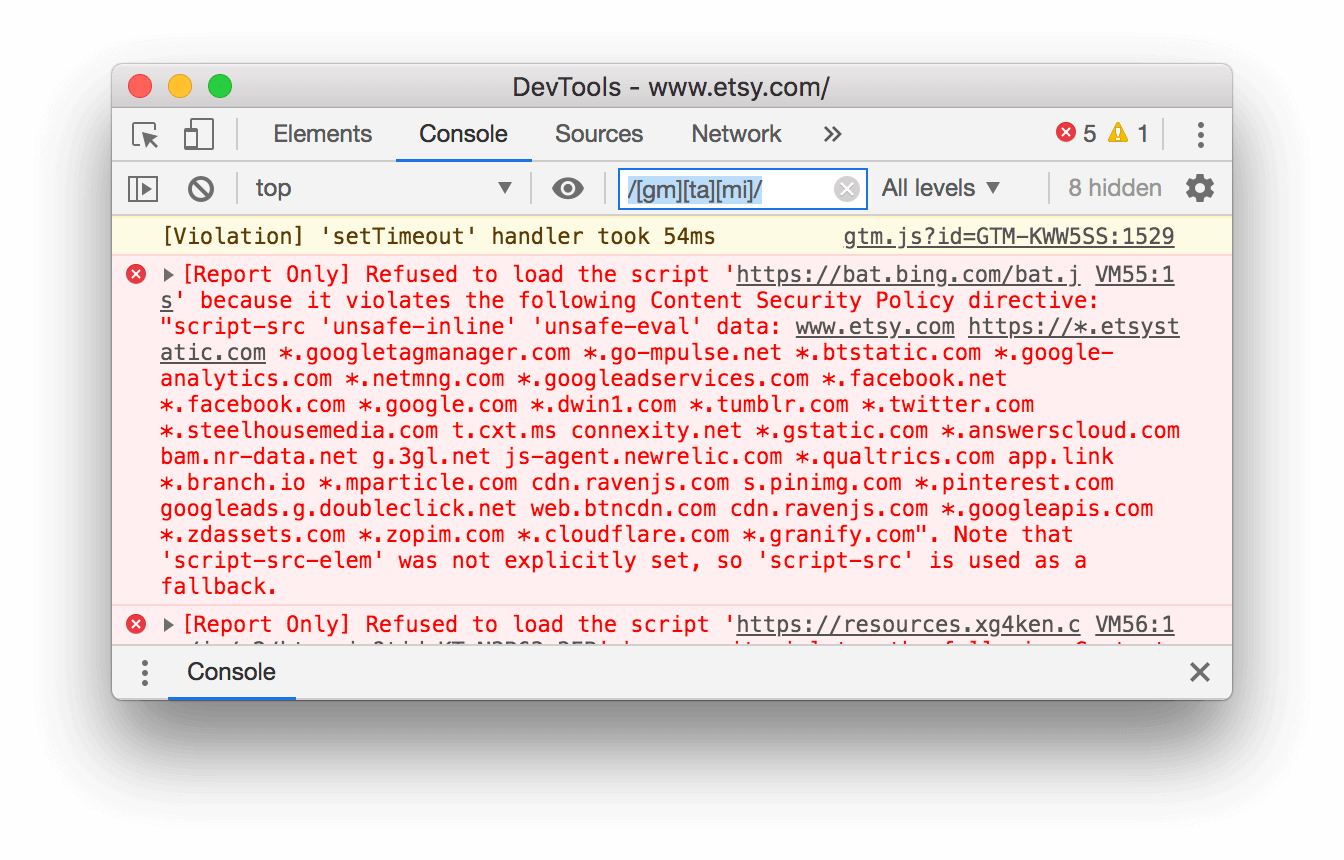 DevTools - www.etsy.com/
Elements Console Sources Network » 5 1
top ▼ /[gm][ta][mi]/ All levels ▼ 8 hidden
[Violation] 'setTimeout' handler took 54ms gtm.js?id=GTM-KWW5SS:1529
[Report Only] Refused to load the script 'https://bat.bing.com/bat.j VM55:1
s' because it violates the following Content Security Policy directive:
"script-src 'unsafe-inline' 'unsafe-eval' data: www.etsy.com https://*.etsyst
atic.com *.googletagmanager.com *.go-mpulse.net *.btstatic.com *.google-
analytics.com *.netmng.com *.googleadservices.com *.facebook.net
*.facebook.com *.google.com *.dwin1.com *.tumblr.com *.twitter.com
*.steelhousemedia.com t.cxt.ms connexity.net *.gstatic.com *.answerscloud.com
bam.nr-data.net g.3gl.net js-agent.newrelic.com *.qualtrics.com app.link
*.branch.io *.mparticle.com cdn.ravenjs.com s.pinimg.com *.pinterest.com
googleads.g.doubleclick.net web.btncdn.com cdn.ravenjs.com *.googleapis.com
*.zdassets.com *.zopim.com *.cloudflare.com *.granify.com". Note that
'script-src-elem' was not explicitly set, so 'script-src' is used as a
fallback.
[Report Only] Refused to load the script 'https://resources.xg4ken.c VM56:1
Console